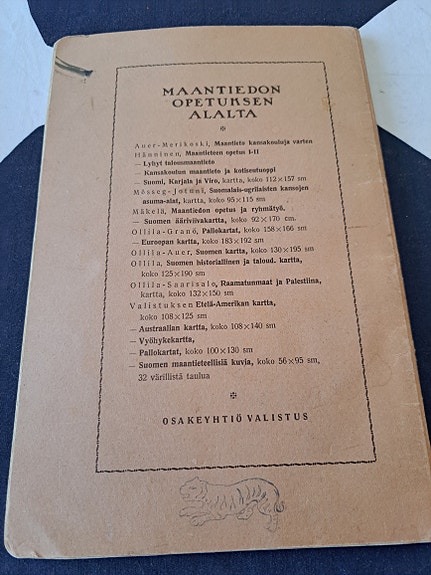 MAANTIEDON
OPETUKSEN
ALALTA
Auer-Merikoski, Maantieto kansakouluja varten
Hänninen, Maantieteen opetus I-II
— Lyhyt talousmaantieto
— Kansakoulun maantieto ja kotiseutuoppi
— Suomi, Karjala ja Viro, kartta, koko 112×157 sm
Mösseg-Jotuni, Suomalais-ugrilaisten kansojen
asuma-alat, kartta, koko 95×115 sm
Mäkelä, Maantiedon opetus ja ryhmätyö.
— Suomen ääriviivakartta, koko 92×170 cm.
Ollila-Granö, Pallokartat, koko 158×166 sm
— Euroopan kartta, koko 183×192 sm
Ollila-Auer, Suomen kartta, koko 130×195 sm
Ollila, Suomen historiallinen ja taloud. kartta,
koko 125×190 sm
Ollila-Saarisalo, Raamatunmaat ja Palestiina,
kartta, koko 132×150 sm
Valistuksen Etelä-Amerikan kartta,
koko 108×125 sm
— Australian kartta, koko 108×140 sm
— Vyöhykekartta,
— Pallokartat, koko 100×130 sm
— Suomen maantieteellisiä kuvia, koko 56×95 sm,
32 värillistä taulua
OSAKEYHTIÖ VALISTUS